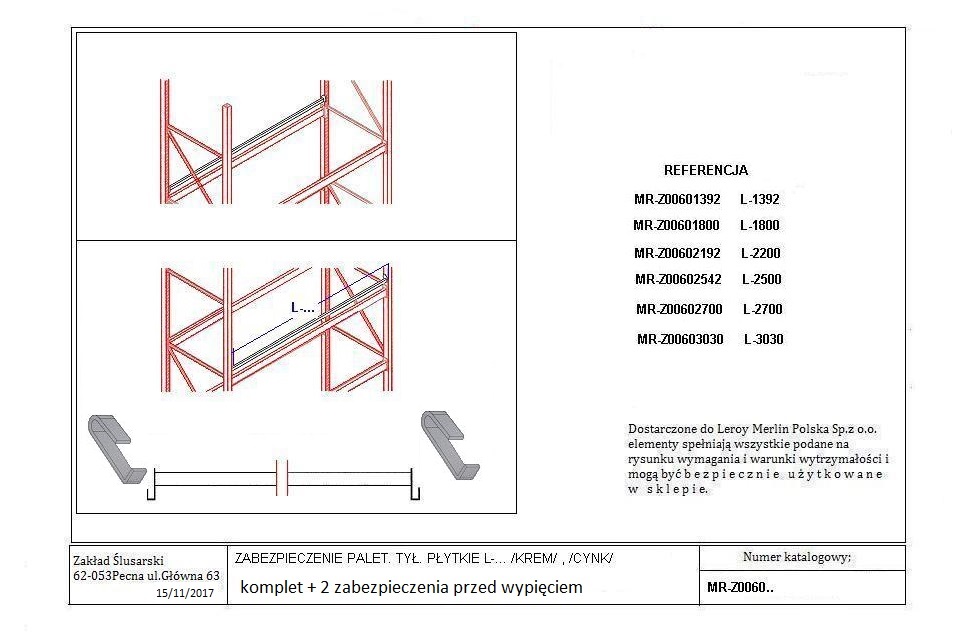 L-...
REFERENCJA
MR-Z00601392 L-1392
MR-Z00601800 L-1800
MR-Z00602192 L-2200
MR-Z00602542 L-2500
MR-Z00602700 L-2700
MR-Z00603030 L-3030
Dostarczone do Leroy Merlin Polska Sp.z o.o.
elementy spełniają wszystkie podane na
rysunku wymagania i warunki wytrzymałości i
mogą być b e z p i e c z n i e u ż y t k o w a n e
w s k l e p i e.
Zakład Ślusarski
62-053Pecna ul.Główna 63
15/11/2017
ZABEZPIECZENIE PALET. TYŁ. PŁYTKIE L-... /KREM/ , /CYNK/
komplet + 2 zabezpieczenia przed wypięciem
Numer katalogowy;
MR-Z0060..